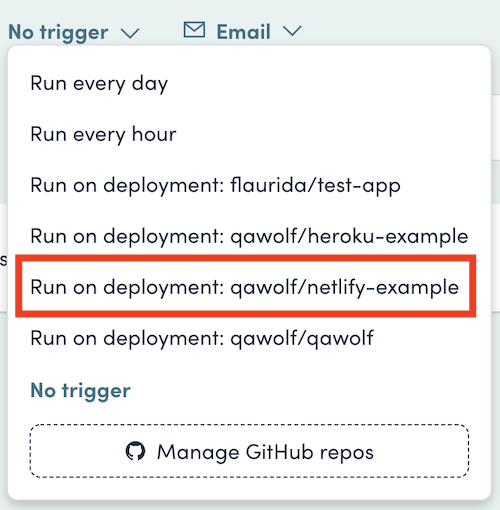 No trigger Email
Run every day
Run every hour
Run on deployment: flaurida/test-app
Run on deployment: qawolf/heroku-example
s
Run on deployment: qawolf/netlify-example
Run on deployment: qawolf/qawolf
No trigger
Manage GitHub repos